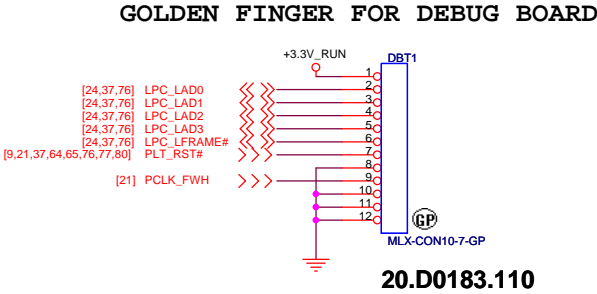 GOLDEN FINGER FOR DEBUG BOARD
+3.3V_RUN
DBT1
1
[24,37,76] LPC_LAD0 2
[24,37,76] LPC_LAD1 3
[24,37,76] LPC_LAD2 4
[24,37,76] LPC_LAD3 5
[24,37,76] LPC_LFRAME# 6
[9,21,37,64,65,76,77,80] PLT_RST# 7
8
[21] PCLK_FWH 9
10
11
12
GP
MLX-CON10-7-GP
20.D0183.110